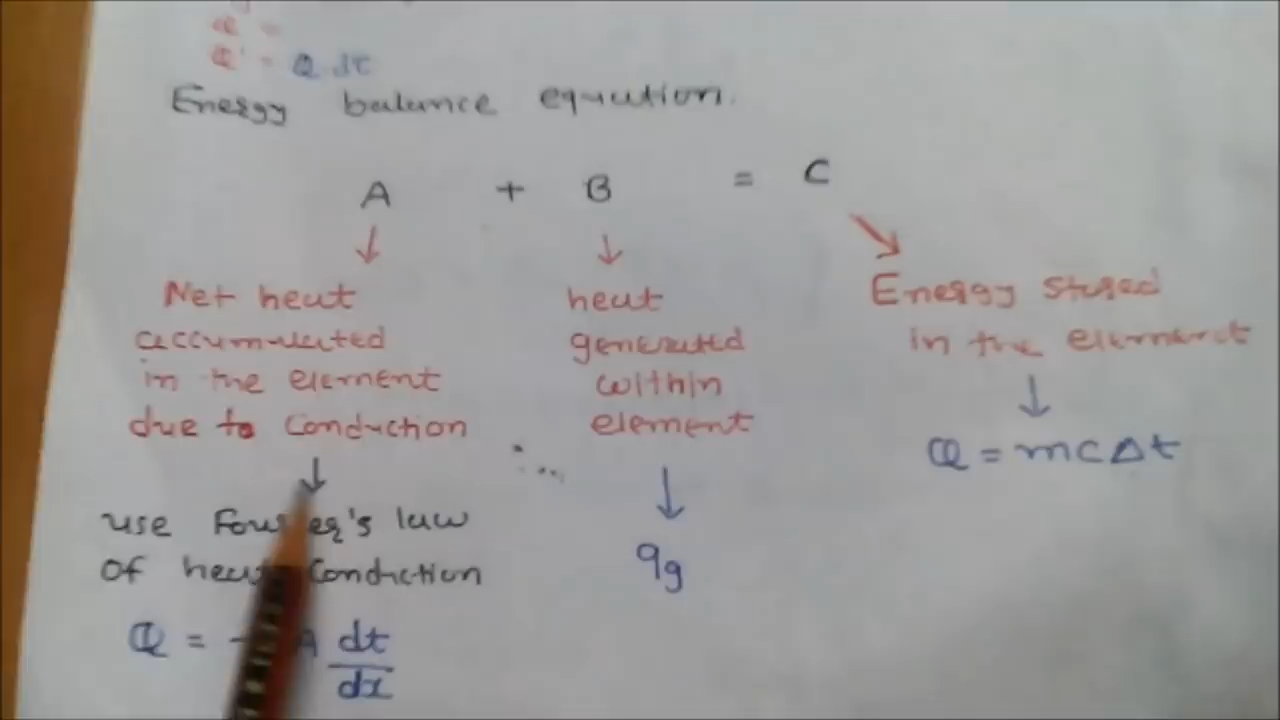 Q =
Q' = Q dt
Energy balance equation.
A + B = C
Net heat
accumulated
in the element
due to Conduction
heat
generated
within
element
Energy stored
in the element
Q = mcΔt
use Fourier's law
of heat Conduction
qg
Q = - A dt/dx